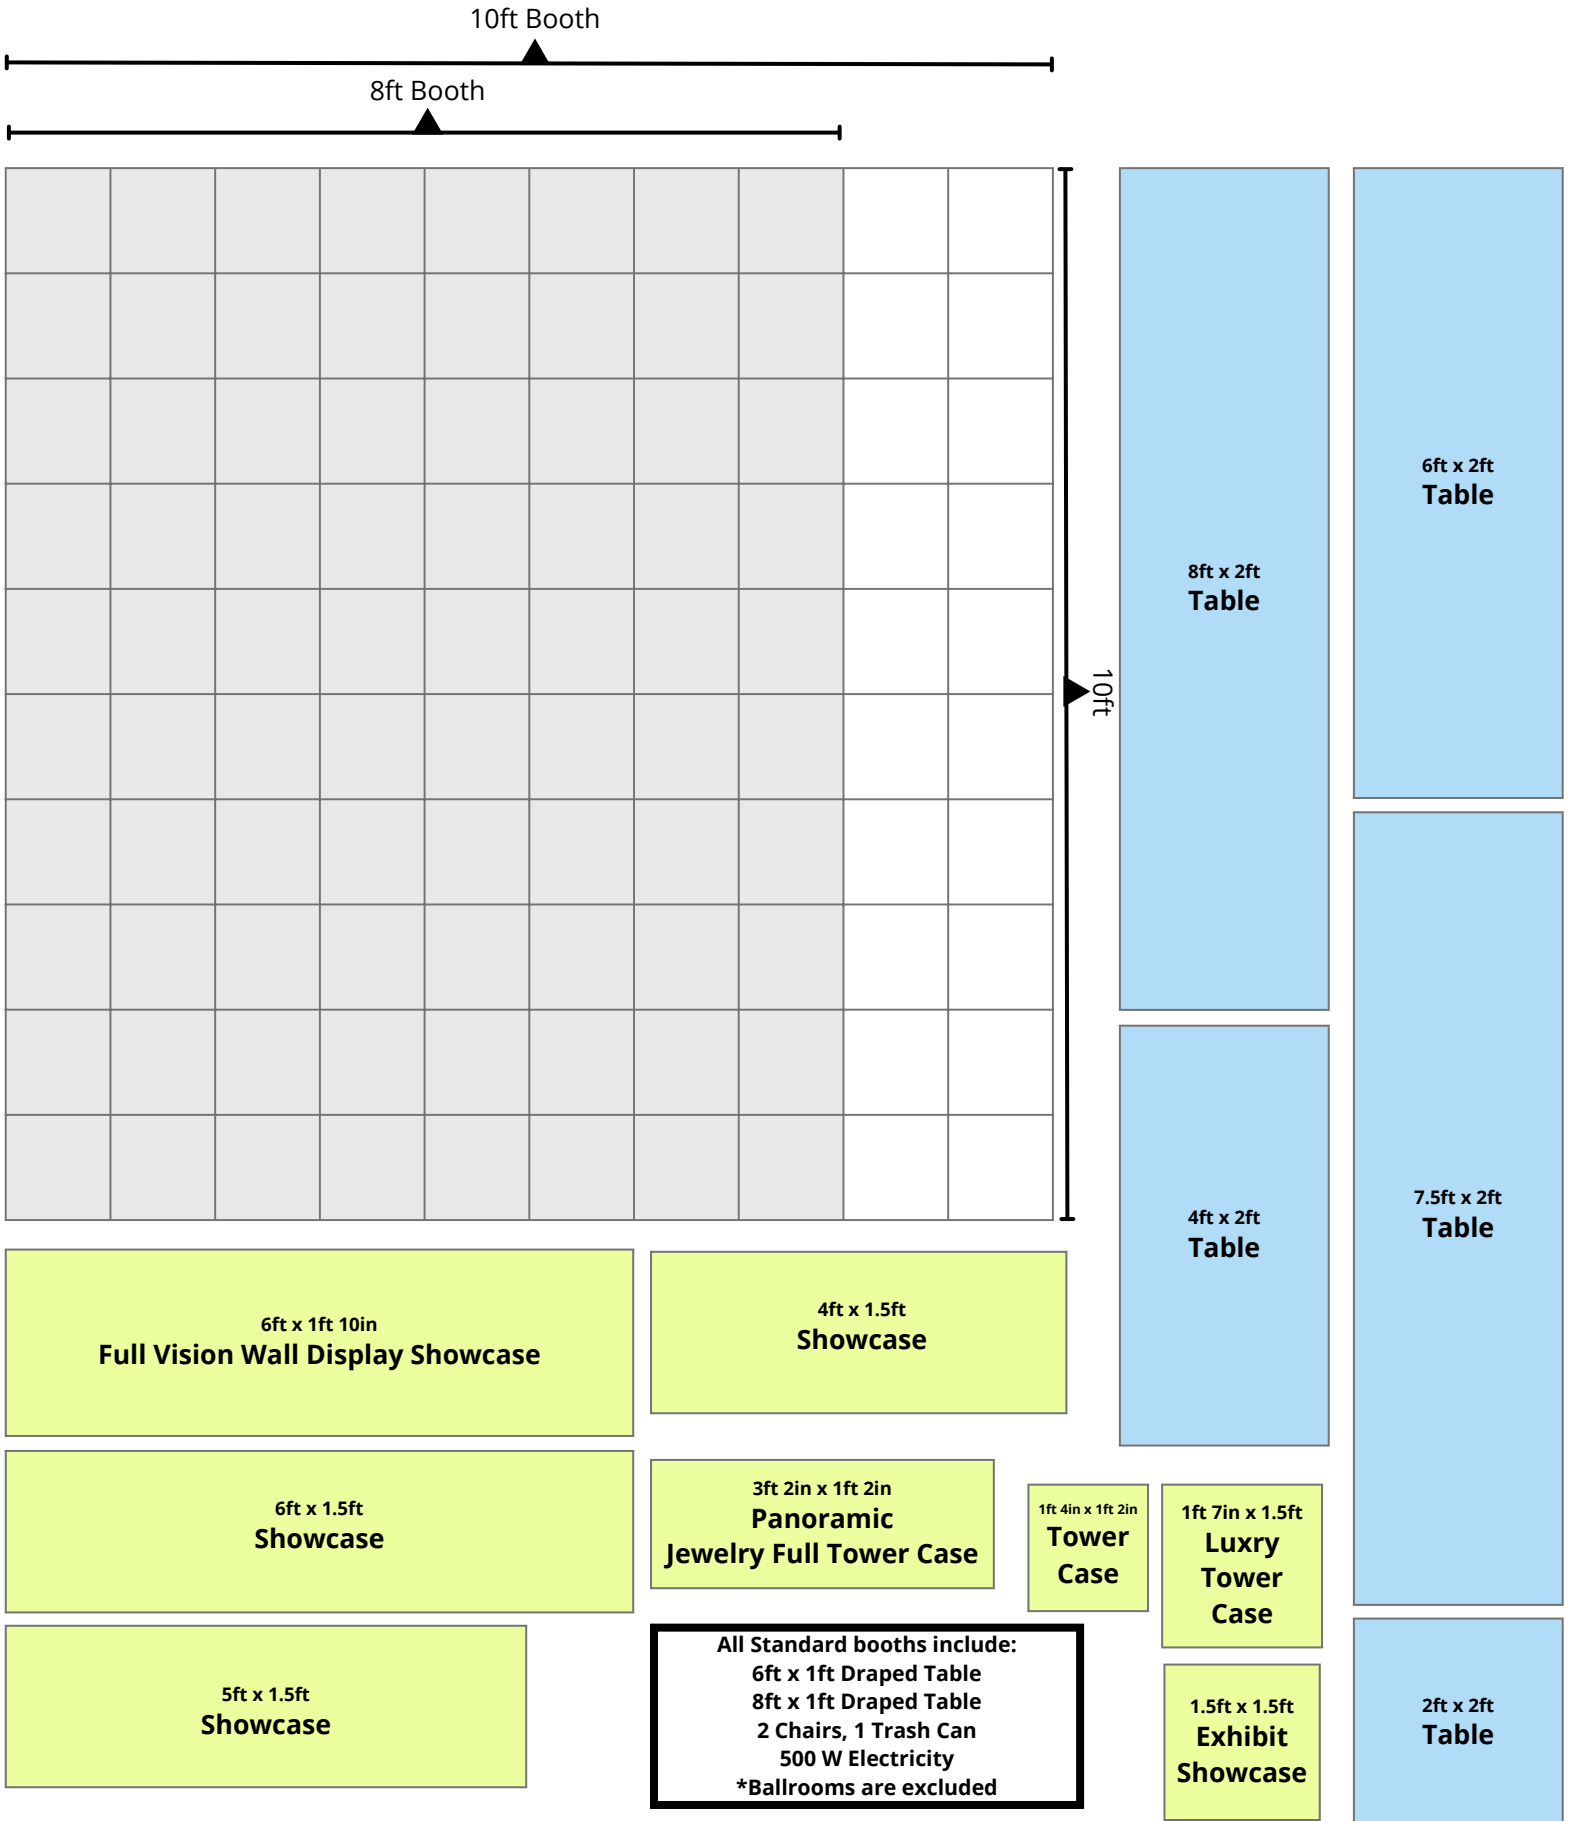 10ft Booth
8ft Booth
10ft
8ft x 2ft
Table
6ft x 2ft
Table
4ft x 2ft
Table
7.5ft x 2ft
Table
6ft x 1ft 10in
Full Vision Wall Display Showcase
4ft x 1.5ft
Showcase
6ft x 1.5ft
Showcase
3ft 2in x 1ft 2in
Panoramic
Jewelry Full Tower Case
1ft 4in x 1ft 2in
Tower
Case
1ft 7in x 1.5ft
Luxry
Tower
Case
5ft x 1.5ft
Showcase
All Standard booths include:
6ft x 1ft Draped Table
8ft x 1ft Draped Table
2 Chairs, 1 Trash Can
500 W Electricity
*Ballrooms are excluded
1.5ft x 1.5ft
Exhibit
Showcase
2ft x 2ft
Table